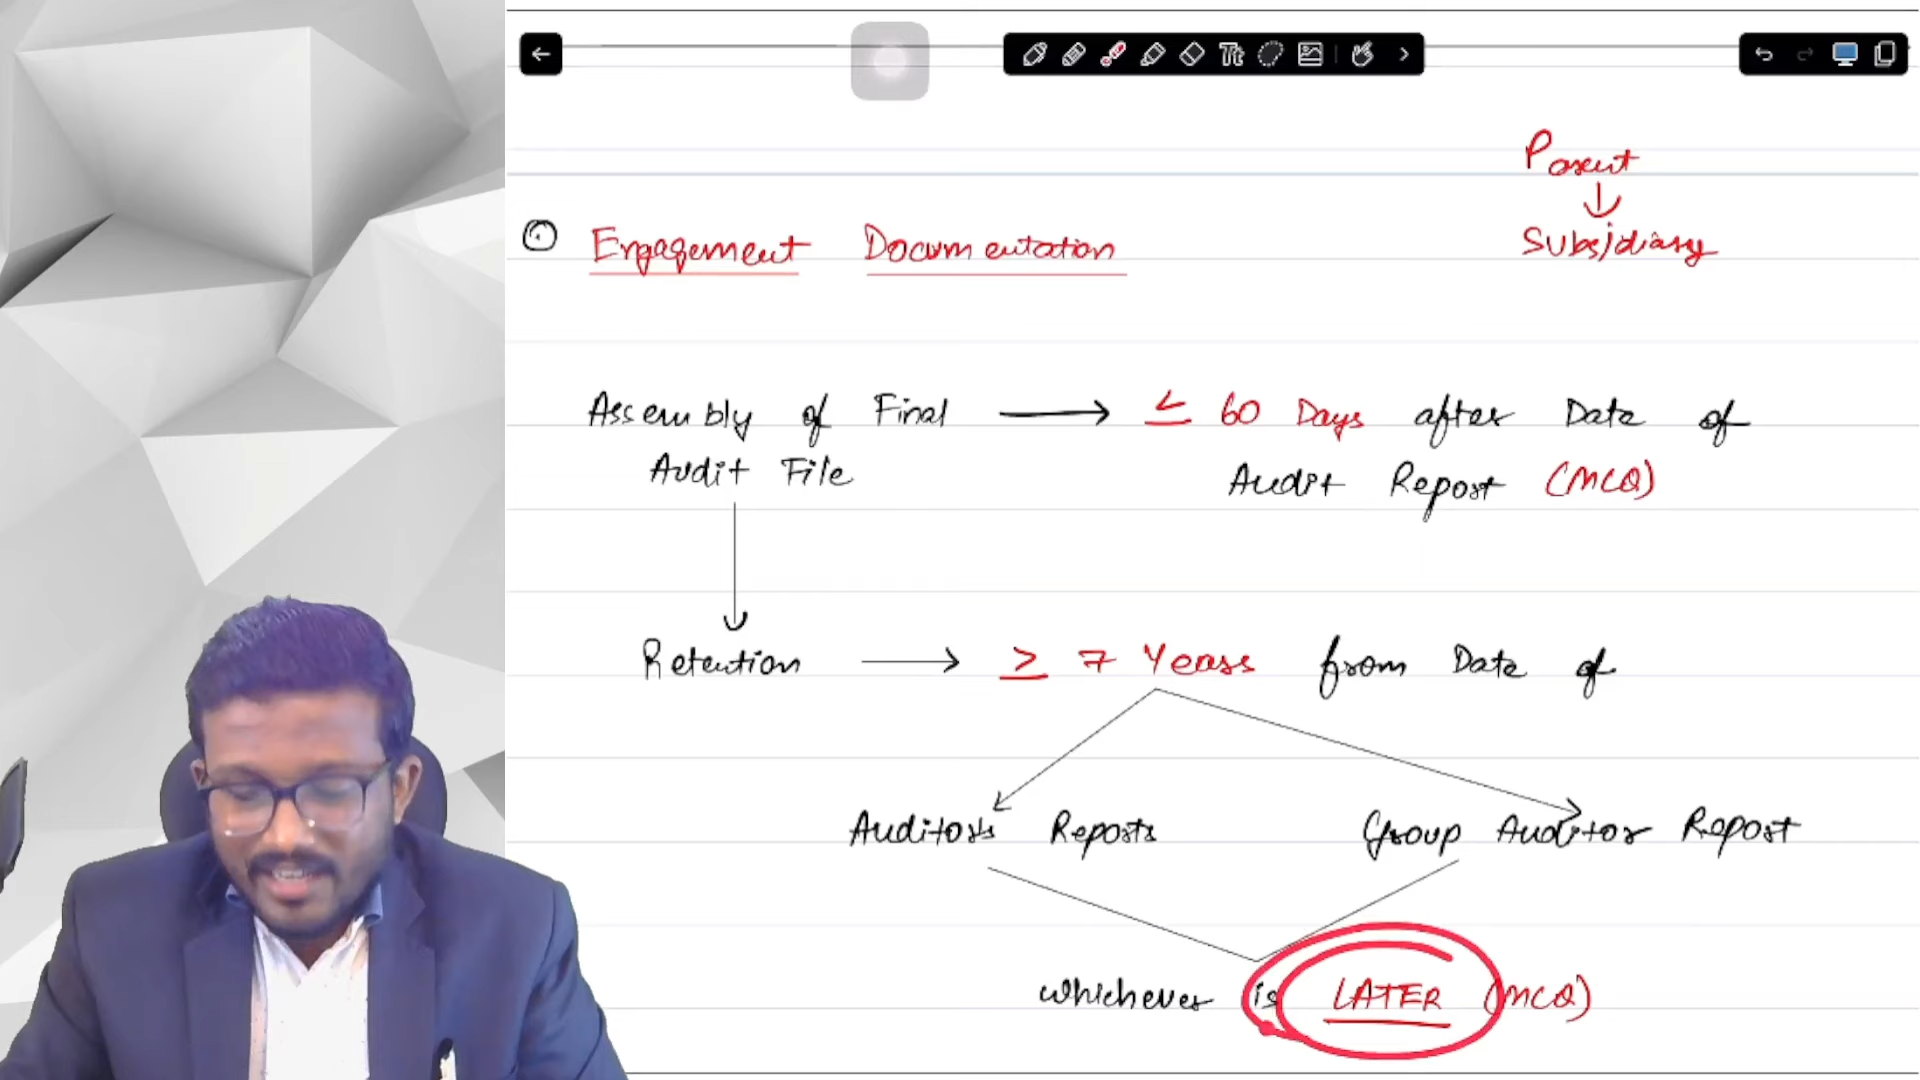 Parent
↓
Subsidiary
Engagement Documentation
Assembly of Final → ≤ 60 Days after Date of
Audit File Audit Report (MCQ)
Retention → ≥ 7 Years from Date of
Auditors Reports Group Auditor Report
whichever is LATER (MCQ)